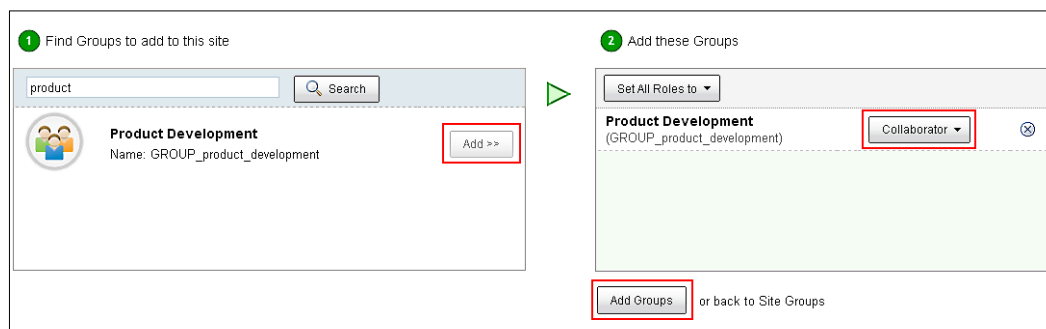 1 Find Groups to add to this site
product
Search
Product Development
Name: GROUP_product_development
Add >>
2 Add these Groups
Set All Roles to
Product Development
(GROUP_product_development)
Collaborator
Add Groups or back to Site Groups